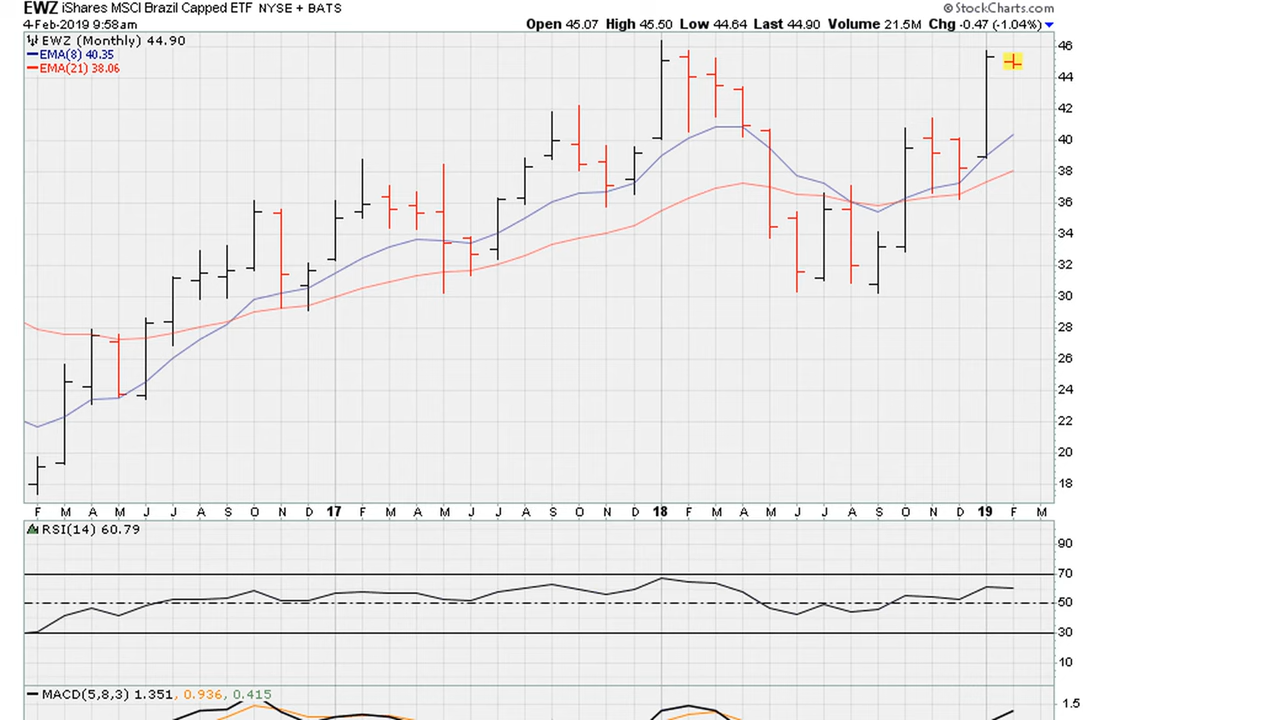 EWZ iShares MSCI Brazil Capped ETF NYSE + BATS © StockCharts.com
4-Feb-2019 9:58am Open 45.07 High 45.50 Low 44.64 Last 44.90 Volume 21.5M Chg -0.47 (-1.04%)
EWZ (Monthly) 44.90
EMA(8) 40.35
EMA(21) 38.06
46
44
42
40
38
36
34
32
30
28
26
24
22
20
18
F M A M J J A S O N D 17 F M A M J J A S O N D 18 F M A M J J A S O N D 19 F M
RSI(14) 60.79
90
70
50
30
10
MACD(5,8,3) 1.351, 0.936, 0.415
1.5